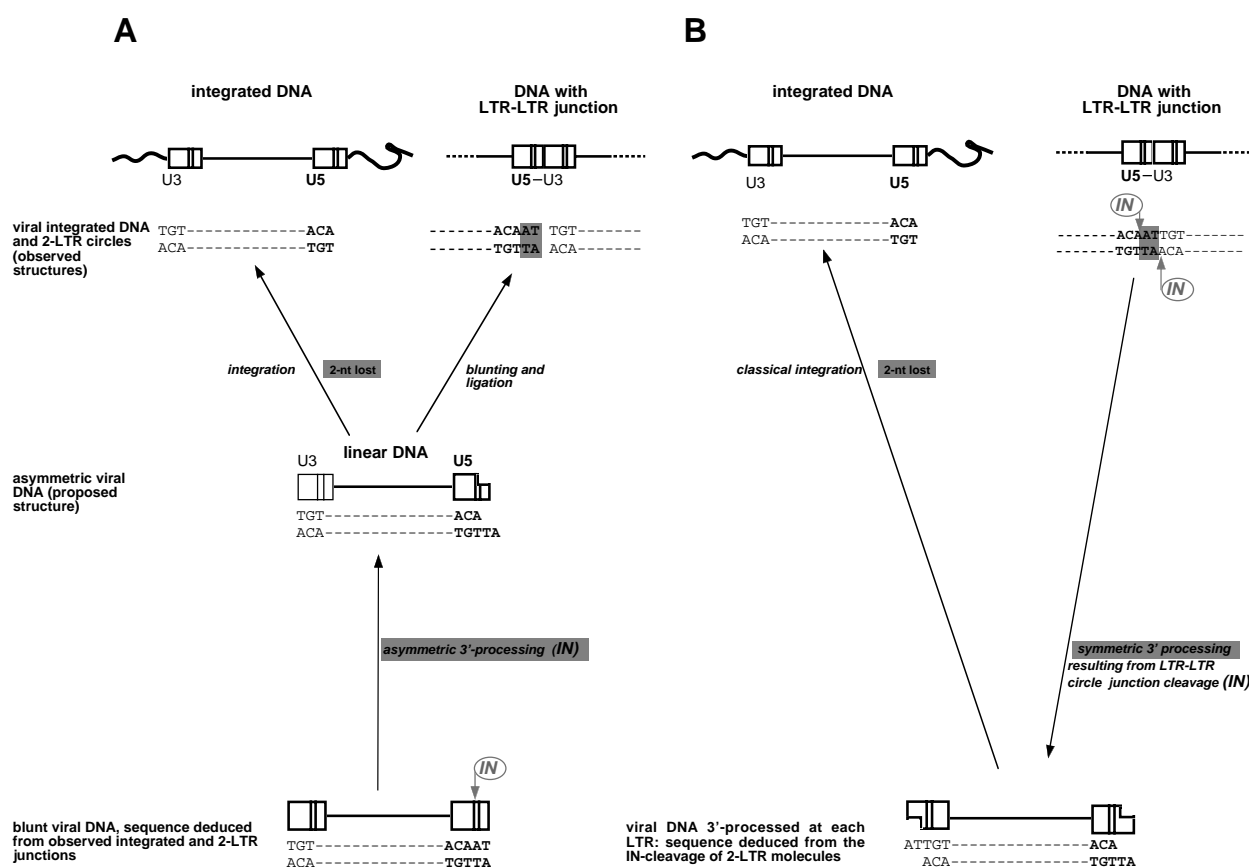 A
integrated DNA
DNA with
LTR-LTR junction
U3
U5
U5–U3
viral integrated DNA
and 2-LTR circles
(observed
structures)
TGT--------------ACA
ACA--------------TGT
------ACAAT TGT------
------TGTTA ACA------
integration
2-nt lost
blunting and
ligation
linear DNA
U3
U5
asymmetric viral
DNA (proposed
structure)
TGT---------------ACA
ACA---------------TGTTA
asymmetric 3'-processing (IN)
IN
blunt viral DNA, sequence deduced
from observed integrated and 2-LTR
junctions
TGT---------------ACAAT
ACA---------------TGTTA
B
integrated DNA
DNA with
LTR-LTR junction
U3
U5
U5–U3
IN
TGT---------------ACA
ACA---------------TGT
------ACAATTGT------
------TGTTAACA------
IN
classical integration
2-nt lost
symmetric 3' processing
resulting from LTR-LTR
circle junction cleavage (IN)
viral DNA 3'-processed at each
LTR: sequence deduced from the
IN-cleavage of 2-LTR molecules
ATTGT---------------ACA
ACA---------------TGTTA